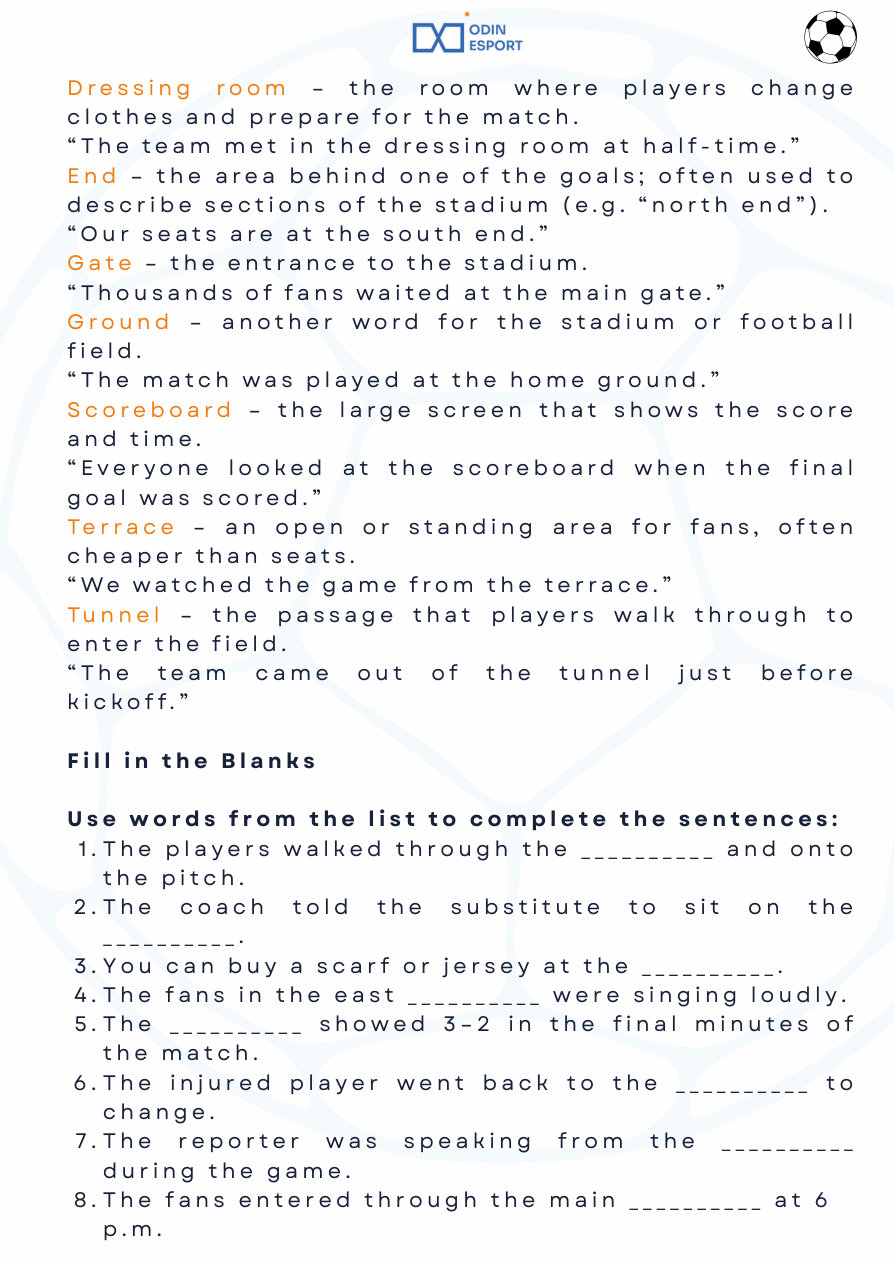 ODIN
ESPORT
Dressing room – the room where players change
clothes and prepare for the match.
“The team met in the dressing room at half-time.”
End – the area behind one of the goals; often used to
describe sections of the stadium (e.g. “north end”).
“Our seats are at the south end.”
Gate – the entrance to the stadium.
“Thousands of fans waited at the main gate.”
Ground – another word for the stadium or football
field.
“The match was played at the home ground.”
Scoreboard – the large screen that shows the score
and time.
“Everyone looked at the scoreboard when the final
goal was scored.”
Terrace – an open or standing area for fans, often
cheaper than seats.
“We watched the game from the terrace.”
Tunnel – the passage that players walk through to
enter the field.
“The team came out of the tunnel just before
kickoff.”
Fill in the Blanks
Use words from the list to complete the sentences:
1. The players walked through the __________ and onto
the pitch.
2. The coach told the substitute to sit on the
__________.
3. You can buy a scarf or jersey at the __________.
4. The fans in the east __________ were singing loudly.
5. The __________ showed 3–2 in the final minutes of
the match.
6. The injured player went back to the __________ to
change.
7. The reporter was speaking from the __________
during the game.
8. The fans entered through the main __________ at 6
p.m.